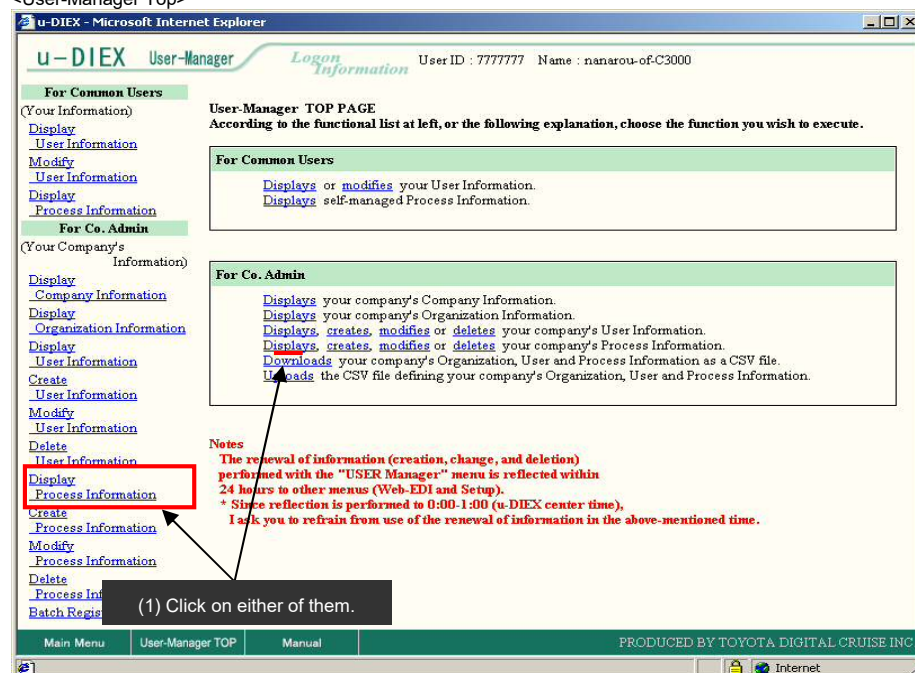 <User-Manager Top>
u-DIEX - Microsoft Internet Explorer
u-DIEX User-Manager Logon Information User ID : 7777777 Name : nanarou-of-C3000
For Common Users
(Your Information)
Display
User Information
Modify
User Information
Display
Process Information
For Co. Admin
(Your Company's
Information)
Display
Company Information
Display
Organization Information
Display
User Information
Create
User Information
Modify
User Information
Delete
User Information
Display
Process Information
Create
Process Information
Modify
Process Information
Delete
Process Inf
Batch Regis
User-Manager TOP PAGE
According to the functional list at left, or the following explanation, choose the function you wish to execute.
For Common Users
Displays or modifies your User Information.
Displays self-managed Process Information.
For Co. Admin
Displays your company's Company Information.
Displays your company's Organization Information.
Displays, creates, modifies or deletes your company's User Information.
Displays, creates, modifies or deletes your company's Process Information.
Downloads your company's Organization, User and Process Information as a CSV file.
Uploads the CSV file defining your company's Organization, User and Process Information.
Notes
The renewal of information (creation, change, and deletion)
performed with the "USER Manager" menu is reflected within
24 hours to other menus (Web-EDI and Setup).
* Since reflection is performed to 0:00-1:00 (u-DIEX center time),
I ask you to refrain from use of the renewal of information in the above-mentioned time.
(1) Click on either of them.
Main Menu User-Manager TOP Manual PRODUCED BY TOYOTA DIGITAL CRUISE INC
Internet